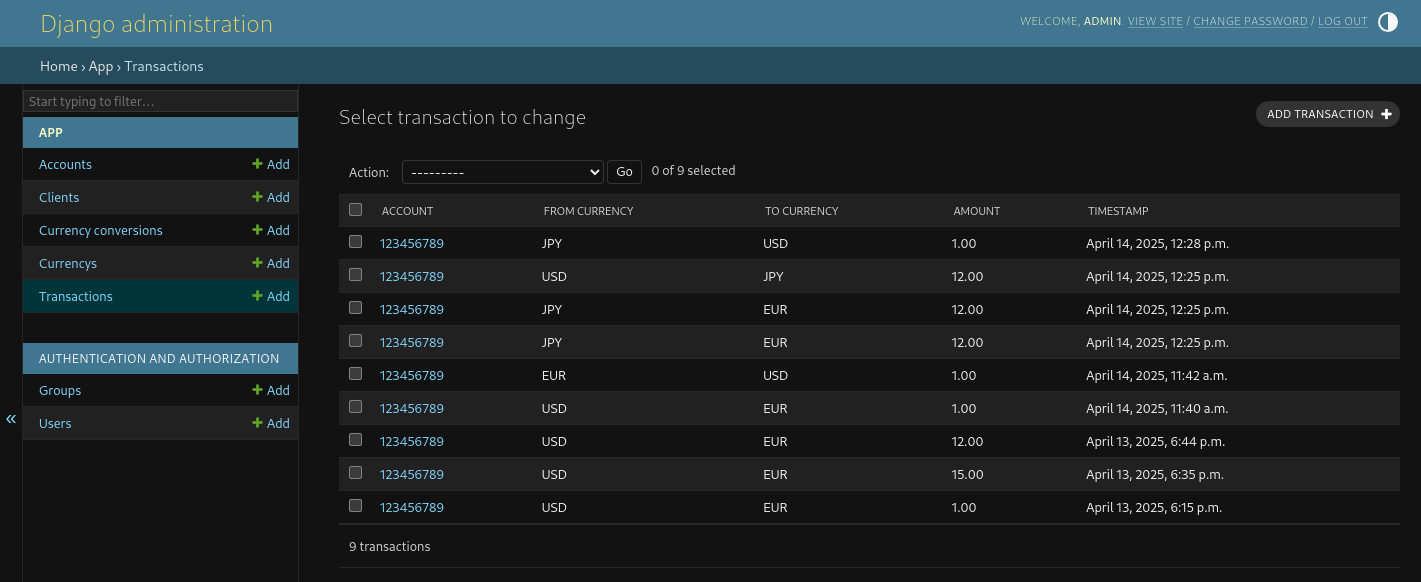 Django administration
WELCOME, ADMIN. VIEW SITE / CHANGE PASSWORD / LOG OUT
Home › App › Transactions
Start typing to filter…
APP
Accounts + Add
Clients + Add
Currency conversions + Add
Currencys + Add
Transactions + Add
AUTHENTICATION AND AUTHORIZATION
Groups + Add
Users + Add
«
Select transaction to change
ADD TRANSACTION +
Action: --------- Go 0 of 9 selected
ACCOUNT FROM CURRENCY TO CURRENCY AMOUNT TIMESTAMP
123456789 JPY USD 1.00 April 14, 2025, 12:28 p.m.
123456789 USD JPY 12.00 April 14, 2025, 12:25 p.m.
123456789 JPY EUR 12.00 April 14, 2025, 12:25 p.m.
123456789 JPY EUR 12.00 April 14, 2025, 12:25 p.m.
123456789 EUR USD 1.00 April 14, 2025, 11:42 a.m.
123456789 USD EUR 1.00 April 14, 2025, 11:40 a.m.
123456789 USD EUR 12.00 April 13, 2025, 6:44 p.m.
123456789 USD EUR 15.00 April 13, 2025, 6:35 p.m.
123456789 USD EUR 1.00 April 13, 2025, 6:15 p.m.
9 transactions